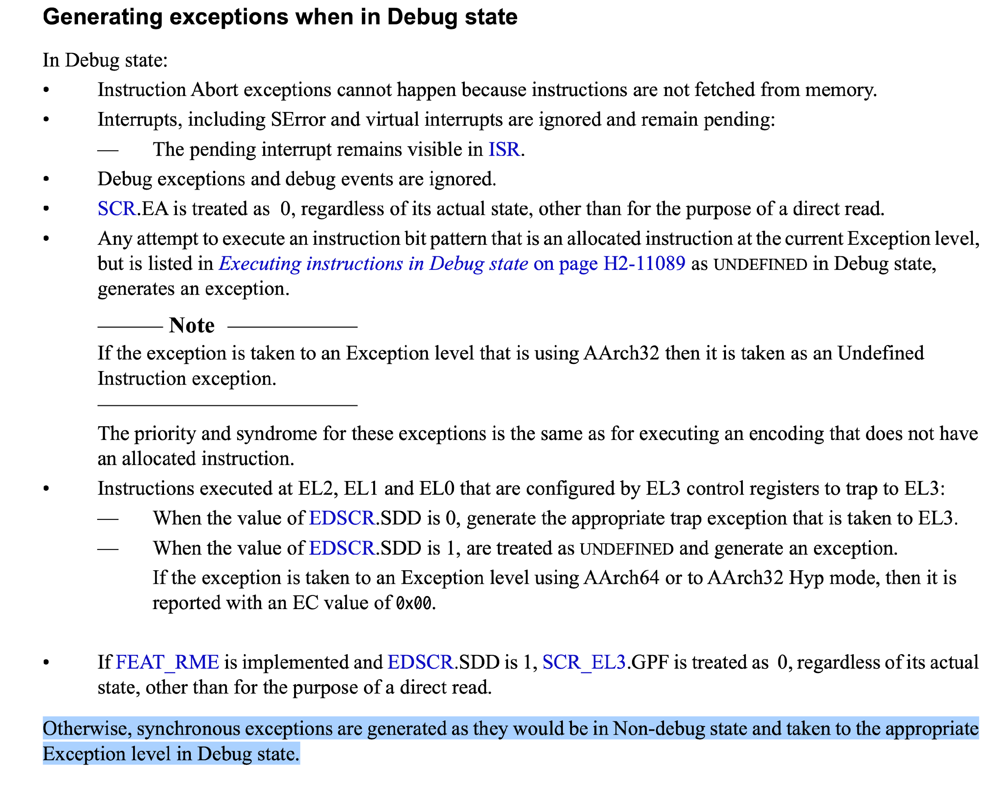 Generating exceptions when in Debug state
In Debug state:
• Instruction Abort exceptions cannot happen because instructions are not fetched from memory.
• Interrupts, including SError and virtual interrupts are ignored and remain pending:
— The pending interrupt remains visible in ISR.
• Debug exceptions and debug events are ignored.
• SCR.EA is treated as 0, regardless of its actual state, other than for the purpose of a direct read.
• Any attempt to execute an instruction bit pattern that is an allocated instruction at the current Exception level,
but is listed in Executing instructions in Debug state on page H2-11089 as UNDEFINED in Debug state,
generates an exception.
Note
If the exception is taken to an Exception level that is using AArch32 then it is taken as an Undefined
Instruction exception.
The priority and syndrome for these exceptions is the same as for executing an encoding that does not have
an allocated instruction.
• Instructions executed at EL2, EL1 and EL0 that are configured by EL3 control registers to trap to EL3:
— When the value of EDSCR.SDD is 0, generate the appropriate trap exception that is taken to EL3.
— When the value of EDSCR.SDD is 1, are treated as UNDEFINED and generate an exception.
If the exception is taken to an Exception level using AArch64 or to AArch32 Hyp mode, then it is
reported with an EC value of 0x00.
• If FEAT_RME is implemented and EDSCR.SDD is 1, SCR_EL3.GPF is treated as 0, regardless of its actual
state, other than for the purpose of a direct read.
Otherwise, synchronous exceptions are generated as they would be in Non-debug state and taken to the appropriate
Exception level in Debug state.